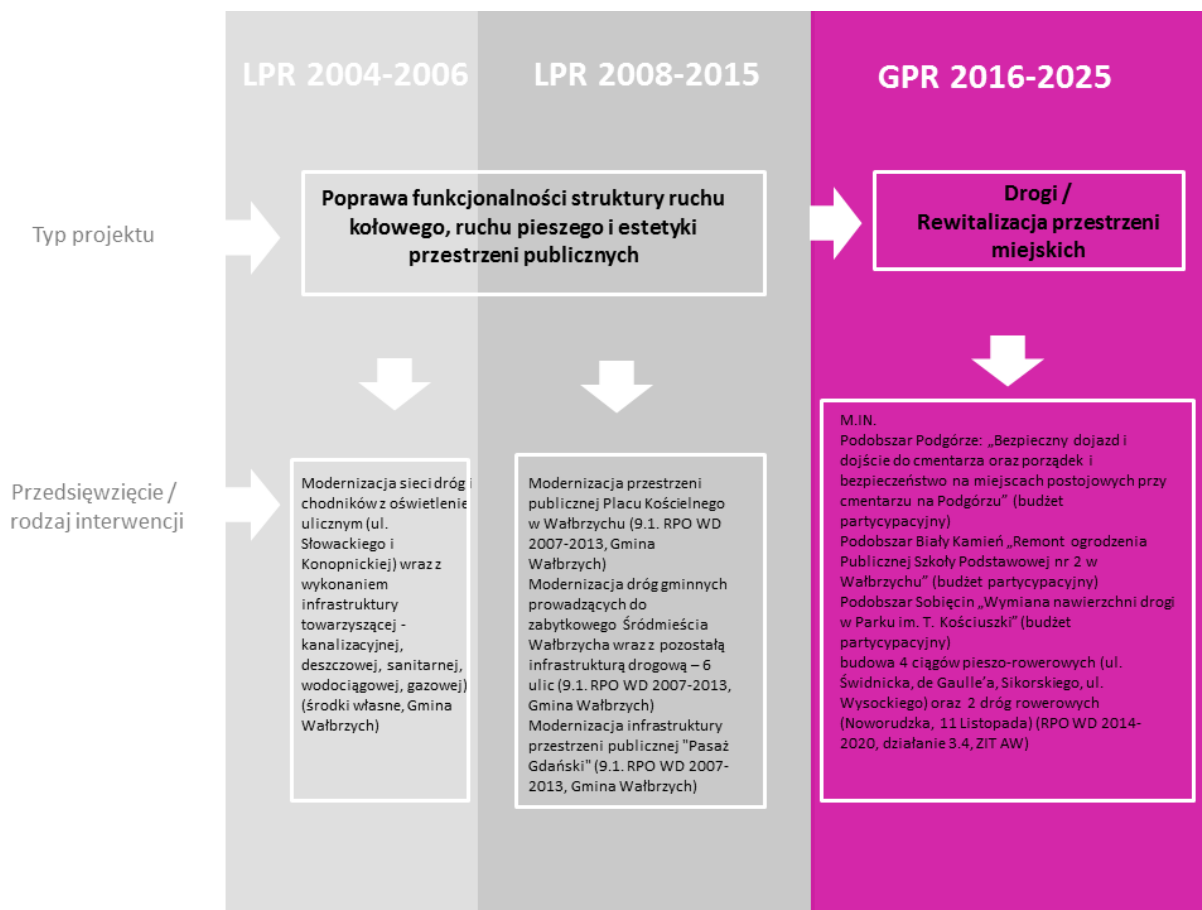 LPR 2004-2006
LPR 2008-2015
GPR 2016-2025
Typ projektu
Poprawa funkcjonalności struktury ruchu
kołowego, ruchu pieszego i estetyki
przestrzeni publicznych
Drogi /
Rewitalizacja przestrzeni
miejskich
Przedsięwzięcie /
rodzaj interwencji
Modernizacja sieci dróg i
chodników z oświetlenie
ulicznym (ul.
Słowackiego i
Konopnickiej) wraz z
wykonaniem
infrastruktury
towarzyszącej -
kanalizacyjnej,
deszczowej, sanitarnej,
wodociągowej, gazowej)
(środki własne, Gmina
Wałbrzych)
Modernizacja przestrzeni
publicznej Placu Kościelnego
w Wałbrzychu (9.1. RPO WD
2007-2013, Gmina
Wałbrzych)
Modernizacja dróg gminnych
prowadzących do
zabytkowego Śródmieścia
Wałbrzycha wraz z pozostałą
infrastrukturą drogową – 6
ulic (9.1. RPO WD 2007-2013,
Gmina Wałbrzych)
Modernizacja infrastruktury
przestrzeni publicznej "Pasaż
Gdański" (9.1. RPO WD 2007-
2013, Gmina Wałbrzych)
M.IN.
Podobszar Podgórze: „Bezpieczny dojazd i
dojście do cmentarza oraz porządek i
bezpieczeństwo na miejscach postojowych przy
cmentarzu na Podgórzu” (budżet
partycypacyjny)
Podobszar Biały Kamień „Remont ogrodzenia
Publicznej Szkoły Podstawowej nr 2 w
Wałbrzychu” (budżet partycypacyjny)
Podobszar Sobięcin „Wymiana nawierzchni drogi
w Parku im. T. Kościuszki” (budżet
partycypacyjny)
budowa 4 ciągów pieszo-rowerowych (ul.
Świdnicka, de Gaulle’a, Sikorskiego, ul.
Wysockiego) oraz 2 dróg rowerowych
(Noworudzka, 11 Listopada) (RPO WD 2014-
2020, działanie 3.4, ZIT AW)